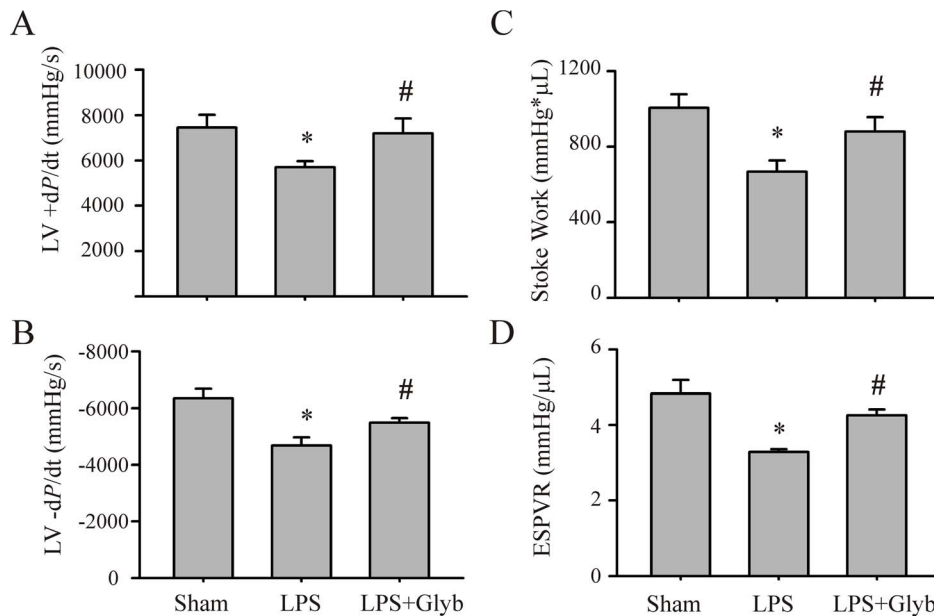 A
LV +dP/dt (mmHg/s)
10000
8000
6000
4000
2000
*
#
B
LV -dP/dt (mmHg/s)
-8000
-6000
-4000
-2000
0
*
#
Sham LPS LPS+Glyb
C
Stoke Work (mmHg*µL)
1200
800
400
0
*
#
D
ESPVR (mmHg/µL)
6
4
2
0
*
#
Sham LPS LPS+Glyb